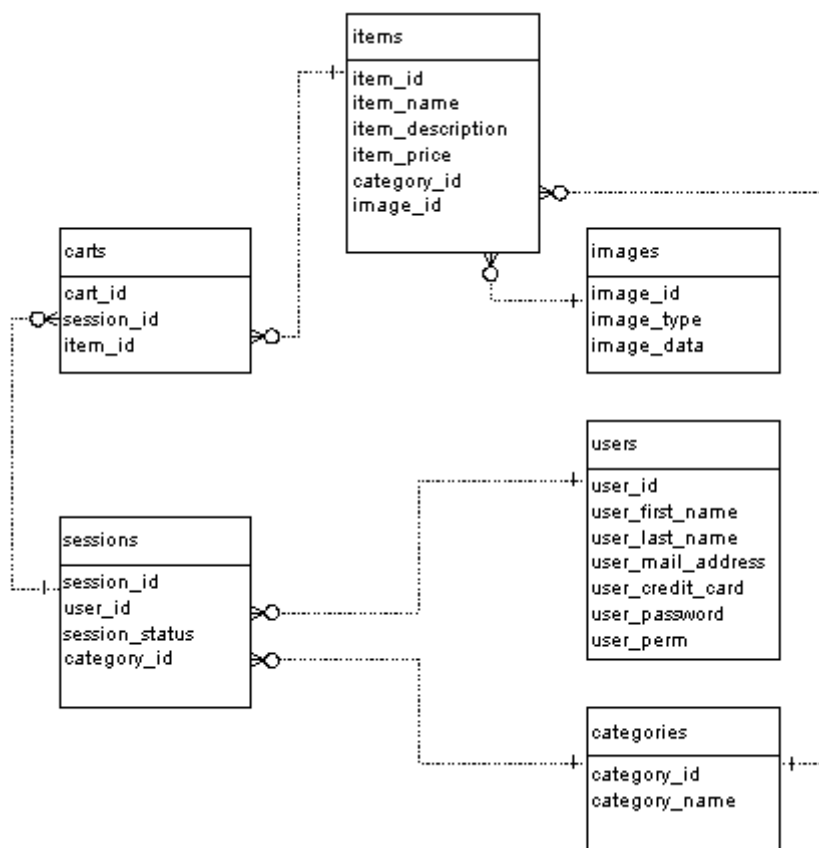 items
item_id
item_name
item_description
item_price
category_id
image_id
carts
cart_id
session_id
item_id
images
image_id
image_type
image_data
users
user_id
user_first_name
user_last_name
user_mail_address
user_credit_card
user_password
user_perm
sessions
session_id
user_id
session_status
category_id
categories
category_id
category_name